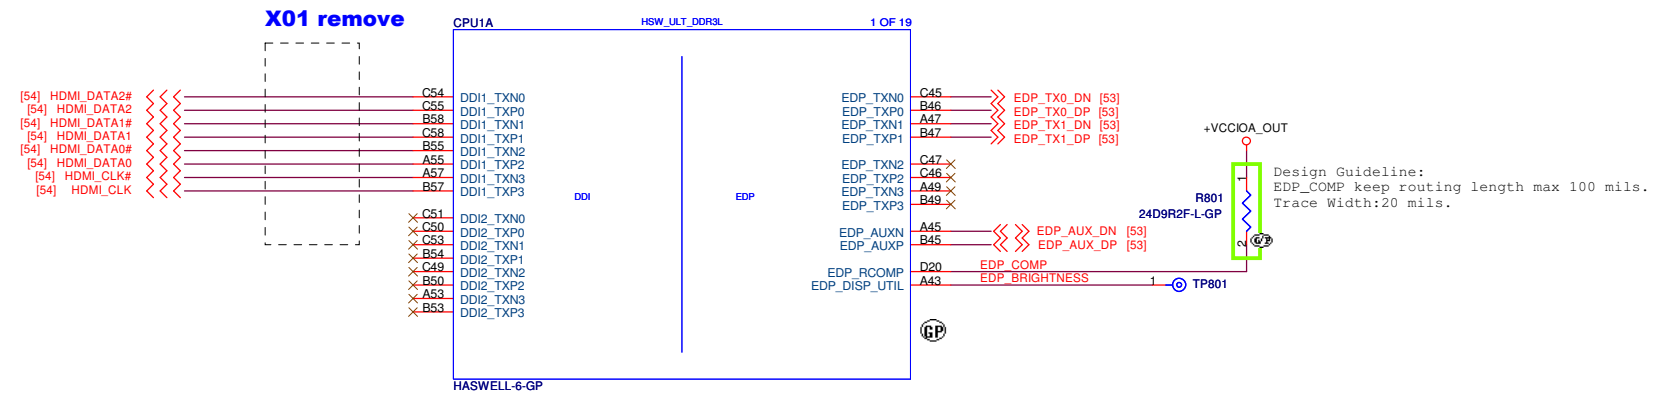 X01 remove
CPU1A HSW_ULT_DDR3L 1 OF 19
[54] HDMI_DATA2# C54 DDI1_TXN0
[54] HDMI_DATA2 C55 DDI1_TXP0
[54] HDMI_DATA1# B58 DDI1_TXN1
[54] HDMI_DATA1 C58 DDI1_TXP1
[54] HDMI_DATA0# B55 DDI1_TXN2
[54] HDMI_DATA0 A55 DDI1_TXP2
[54] HDMI_CLK# A57 DDI1_TXN3
[54] HDMI_CLK B57 DDI1_TXP3
C51 DDI2_TXN0
C50 DDI2_TXP0
C53 DDI2_TXN1
B54 DDI2_TXP1
C49 DDI2_TXN2
B50 DDI2_TXP2
A53 DDI2_TXN3
B53 DDI2_TXP3
DDI EDP
EDP_TXN0 C45 EDP_TX0_DN [53]
EDP_TXP0 B46 EDP_TX0_DP [53]
EDP_TXN1 A47 EDP_TX1_DN [53]
EDP_TXP1 B47 EDP_TX1_DP [53]
EDP_TXN2 C47
EDP_TXP2 C46
EDP_TXN3 A49
EDP_TXP3 B49
EDP_AUXN A45 EDP_AUX_DN [53]
EDP_AUXP B45 EDP_AUX_DP [53]
EDP_RCOMP D20 EDP_COMP
EDP_DISP_UTIL A43 EDP_BRIGHTNESS 1 TP801
GP
HASWELL-6-GP
+VCCIOA_OUT
1
R801
24D9R2F-L-GP
2
Design Guideline:
EDP_COMP keep routing length max 100 mils.
Trace Width:20 mils.